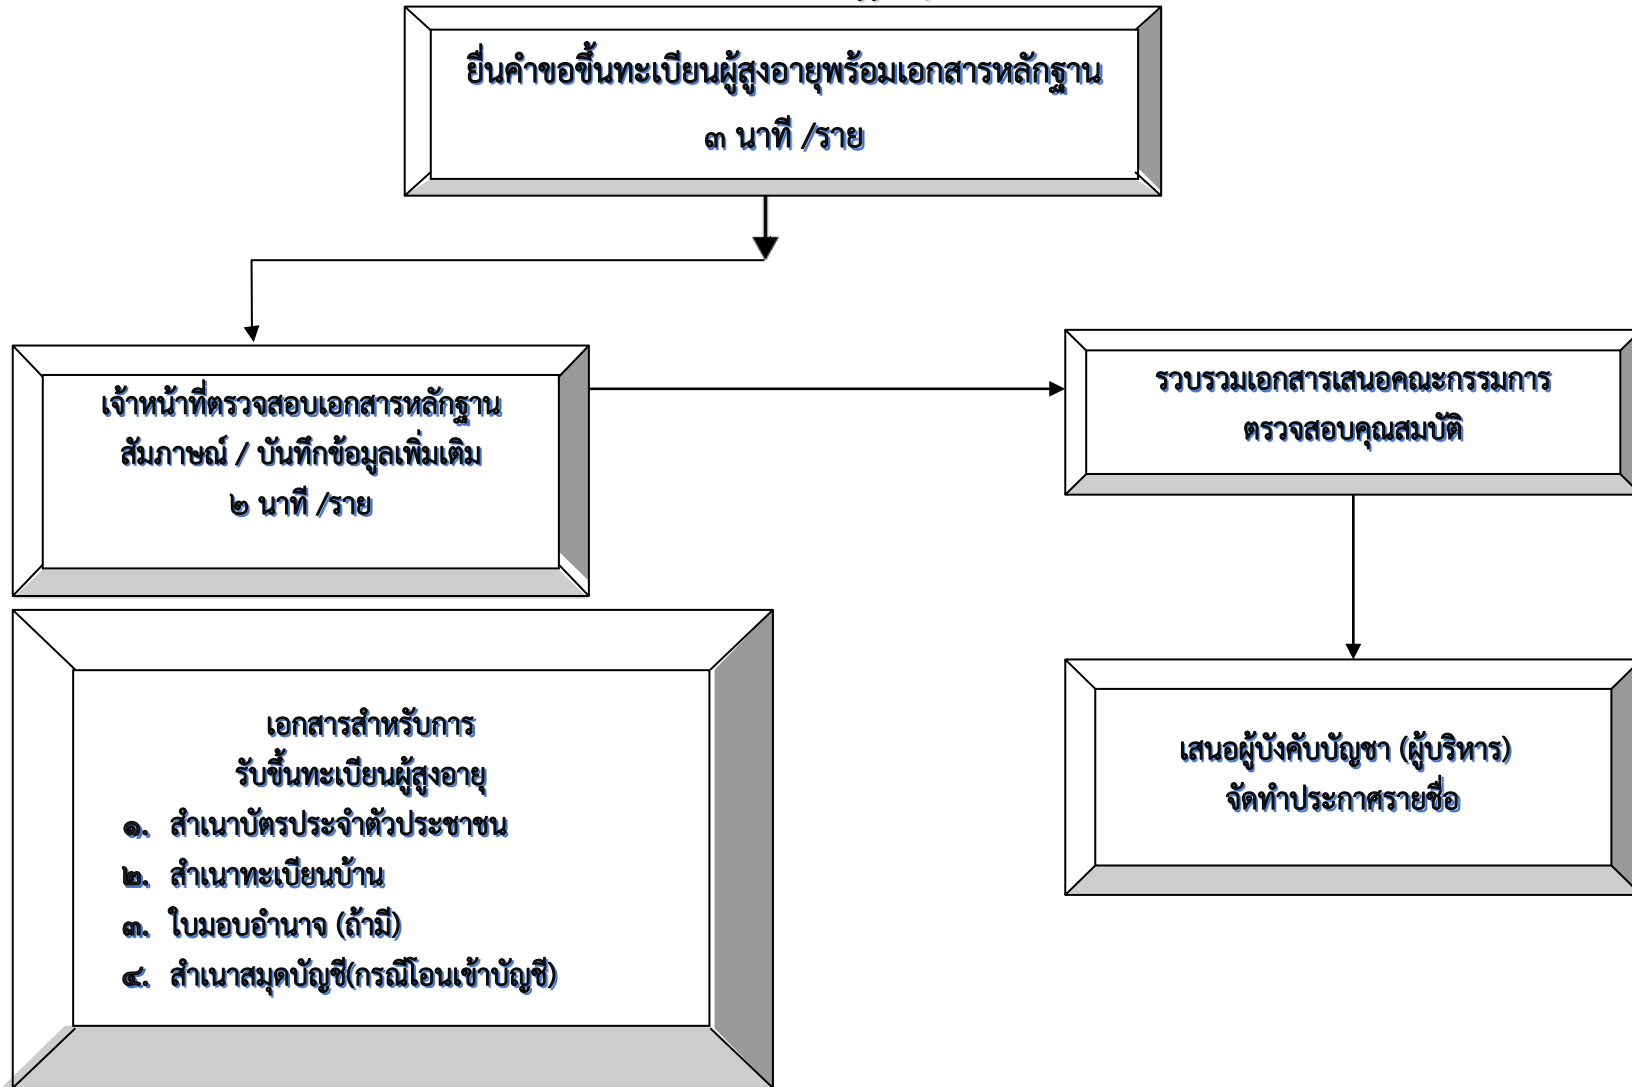 ยื่นคำขอขึ้นทะเบียนผู้สูงอายุพร้อมเอกสารหลักฐาน
๓ นาที /ราย
เจ้าหน้าที่ตรวจสอบเอกสารหลักฐาน
สัมภาษณ์ / บันทึกข้อมูลเพิ่มเติม
๒ นาที /ราย
รวบรวมเอกสารเสนอคณะกรรมการ
ตรวจสอบคุณสมบัติ
เอกสารสำหรับการ
รับขึ้นทะเบียนผู้สูงอายุ
๑. สำเนาบัตรประจำตัวประชาชน
๒. สำเนาทะเบียนบ้าน
๓. ใบมอบอำนาจ (ถ้ามี)
๔. สำเนาสมุดบัญชี(กรณีโอนเข้าบัญชี)
เสนอผู้บังคับบัญชา (ผู้บริหาร)
จัดทำประกาศรายชื่อ